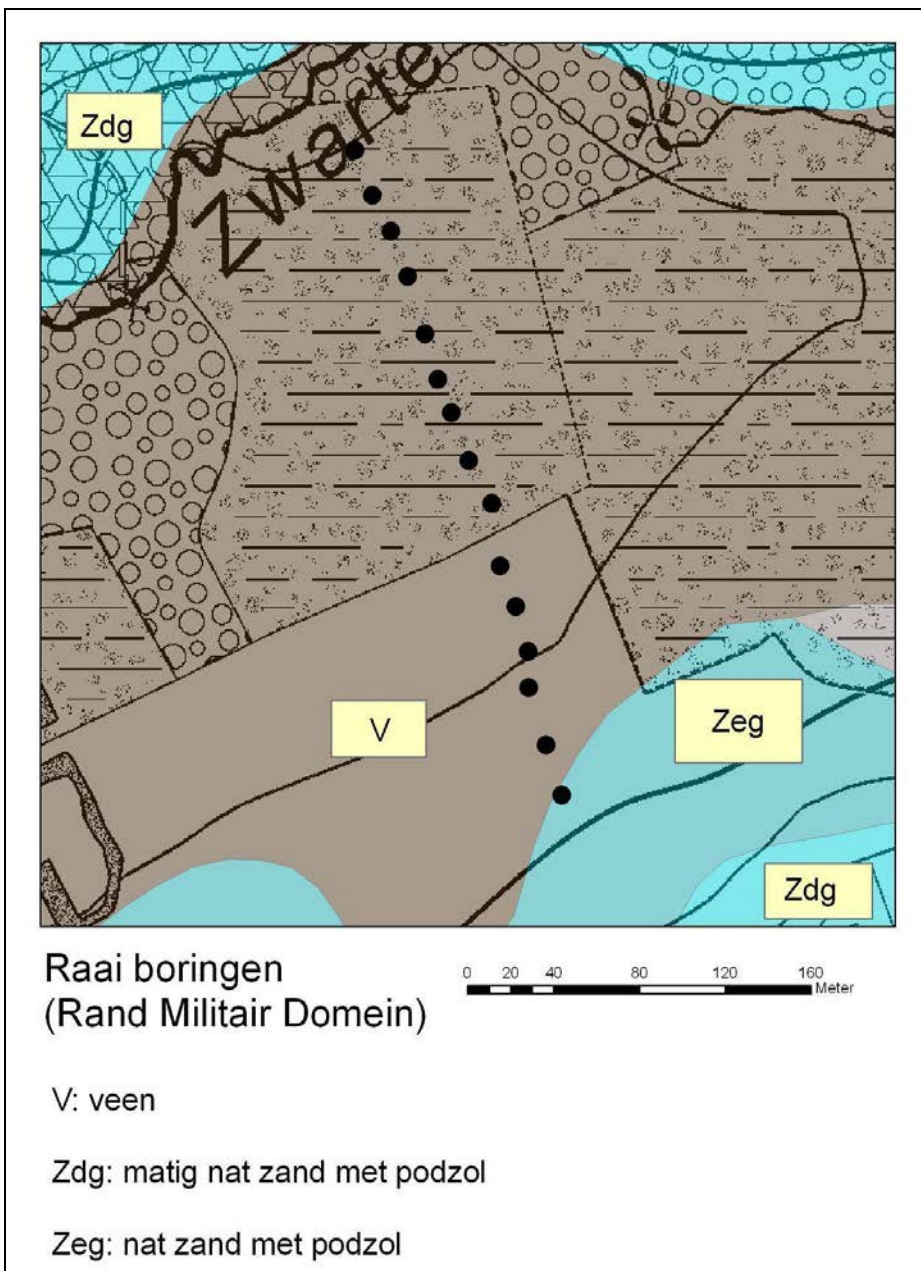 Zwarte
Zdg
V
Zeg
Zdg
Raai boringen
(Rand Militair Domein)
0 20 40 80 120 160
Meter
V: veen
Zdg: matig nat zand met podzol
Zeg: nat zand met podzol